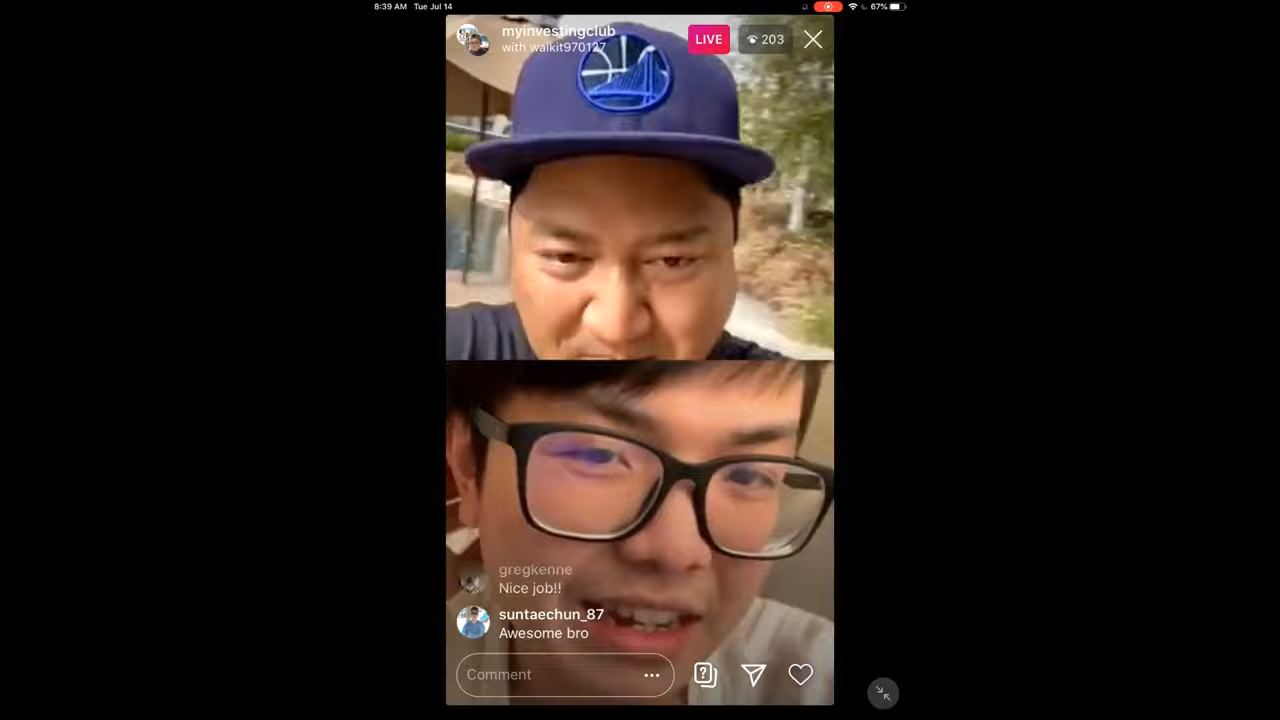 8:39 AM Tue Jul 14
67%
myinvestingclub
with waikit970127
LIVE
203
gregkenne
Nice job!!
suntaechun_87
Awesome bro
Comment